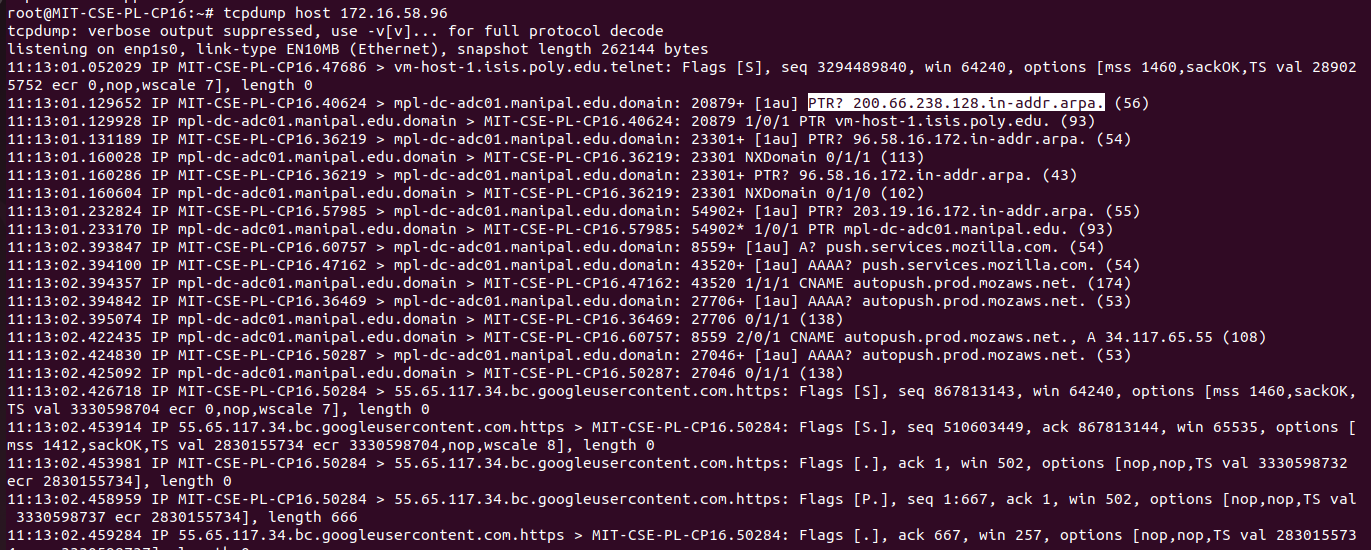 root@MIT-CSE-PL-CP16:~# tcpdump host 172.16.58.96
tcpdump: verbose output suppressed, use -v[v]... for full protocol decode
listening on enp1s0, link-type EN10MB (Ethernet), snapshot length 262144 bytes
11:13:01.052029 IP MIT-CSE-PL-CP16.47686 > vm-host-1.isis.poly.edu.telnet: Flags [S], seq 3294489840, win 64240, options [mss 1460,sackOK,TS val 28902
5752 ecr 0,nop,wscale 7], length 0
11:13:01.129652 IP MIT-CSE-PL-CP16.40624 > mpl-dc-adc01.manipal.edu.domain: 20879+ [1au] PTR? 200.66.238.128.in-addr.arpa. (56)
11:13:01.129928 IP mpl-dc-adc01.manipal.edu.domain > MIT-CSE-PL-CP16.40624: 20879 1/0/1 PTR vm-host-1.isis.poly.edu. (93)
11:13:01.131189 IP MIT-CSE-PL-CP16.36219 > mpl-dc-adc01.manipal.edu.domain: 23301+ [1au] PTR? 96.58.16.172.in-addr.arpa. (54)
11:13:01.160028 IP mpl-dc-adc01.manipal.edu.domain > MIT-CSE-PL-CP16.36219: 23301 NXDomain 0/1/1 (113)
11:13:01.160286 IP MIT-CSE-PL-CP16.36219 > mpl-dc-adc01.manipal.edu.domain: 23301+ PTR? 96.58.16.172.in-addr.arpa. (43)
11:13:01.160604 IP mpl-dc-adc01.manipal.edu.domain > MIT-CSE-PL-CP16.36219: 23301 NXDomain 0/1/0 (102)
11:13:01.232824 IP MIT-CSE-PL-CP16.57985 > mpl-dc-adc01.manipal.edu.domain: 54902+ [1au] PTR? 203.19.16.172.in-addr.arpa. (55)
11:13:01.233170 IP mpl-dc-adc01.manipal.edu.domain > MIT-CSE-PL-CP16.57985: 54902* 1/0/1 PTR mpl-dc-adc01.manipal.edu. (93)
11:13:02.393847 IP MIT-CSE-PL-CP16.60757 > mpl-dc-adc01.manipal.edu.domain: 8559+ [1au] A? push.services.mozilla.com. (54)
11:13:02.394100 IP MIT-CSE-PL-CP16.47162 > mpl-dc-adc01.manipal.edu.domain: 43520+ [1au] AAAA? push.services.mozilla.com. (54)
11:13:02.394357 IP mpl-dc-adc01.manipal.edu.domain > MIT-CSE-PL-CP16.47162: 43520 1/1/1 CNAME autopush.prod.mozaws.net. (174)
11:13:02.394842 IP MIT-CSE-PL-CP16.36469 > mpl-dc-adc01.manipal.edu.domain: 27706+ [1au] AAAA? autopush.prod.mozaws.net. (53)
11:13:02.395074 IP mpl-dc-adc01.manipal.edu.domain > MIT-CSE-PL-CP16.36469: 27706 0/1/1 (138)
11:13:02.422435 IP mpl-dc-adc01.manipal.edu.domain > MIT-CSE-PL-CP16.60757: 8559 2/0/1 CNAME autopush.prod.mozaws.net., A 34.117.65.55 (108)
11:13:02.424830 IP MIT-CSE-PL-CP16.50287 > mpl-dc-adc01.manipal.edu.domain: 27046+ [1au] AAAA? autopush.prod.mozaws.net. (53)
11:13:02.425092 IP mpl-dc-adc01.manipal.edu.domain > MIT-CSE-PL-CP16.50287: 27046 0/1/1 (138)
11:13:02.426718 IP MIT-CSE-PL-CP16.50284 > 55.65.117.34.bc.googleusercontent.com.https: Flags [S], seq 867813143, win 64240, options [mss 1460,sackOK,
TS val 3330598704 ecr 0,nop,wscale 7], length 0
11:13:02.453914 IP 55.65.117.34.bc.googleusercontent.com.https > MIT-CSE-PL-CP16.50284: Flags [S.], seq 510603449, ack 867813144, win 65535, options [
mss 1412,sackOK,TS val 2830155734 ecr 3330598704,nop,wscale 8], length 0
11:13:02.453981 IP MIT-CSE-PL-CP16.50284 > 55.65.117.34.bc.googleusercontent.com.https: Flags [.], ack 1, win 502, options [nop,nop,TS val 3330598732
ecr 2830155734], length 0
11:13:02.458959 IP MIT-CSE-PL-CP16.50284 > 55.65.117.34.bc.googleusercontent.com.https: Flags [P.], seq 1:667, ack 1, win 502, options [nop,nop,TS val
3330598737 ecr 2830155734], length 666
11:13:02.459284 IP 55.65.117.34.bc.googleusercontent.com.https > MIT-CSE-PL-CP16.50284: Flags [.], ack 667, win 257, options [nop,nop,TS val 283015573